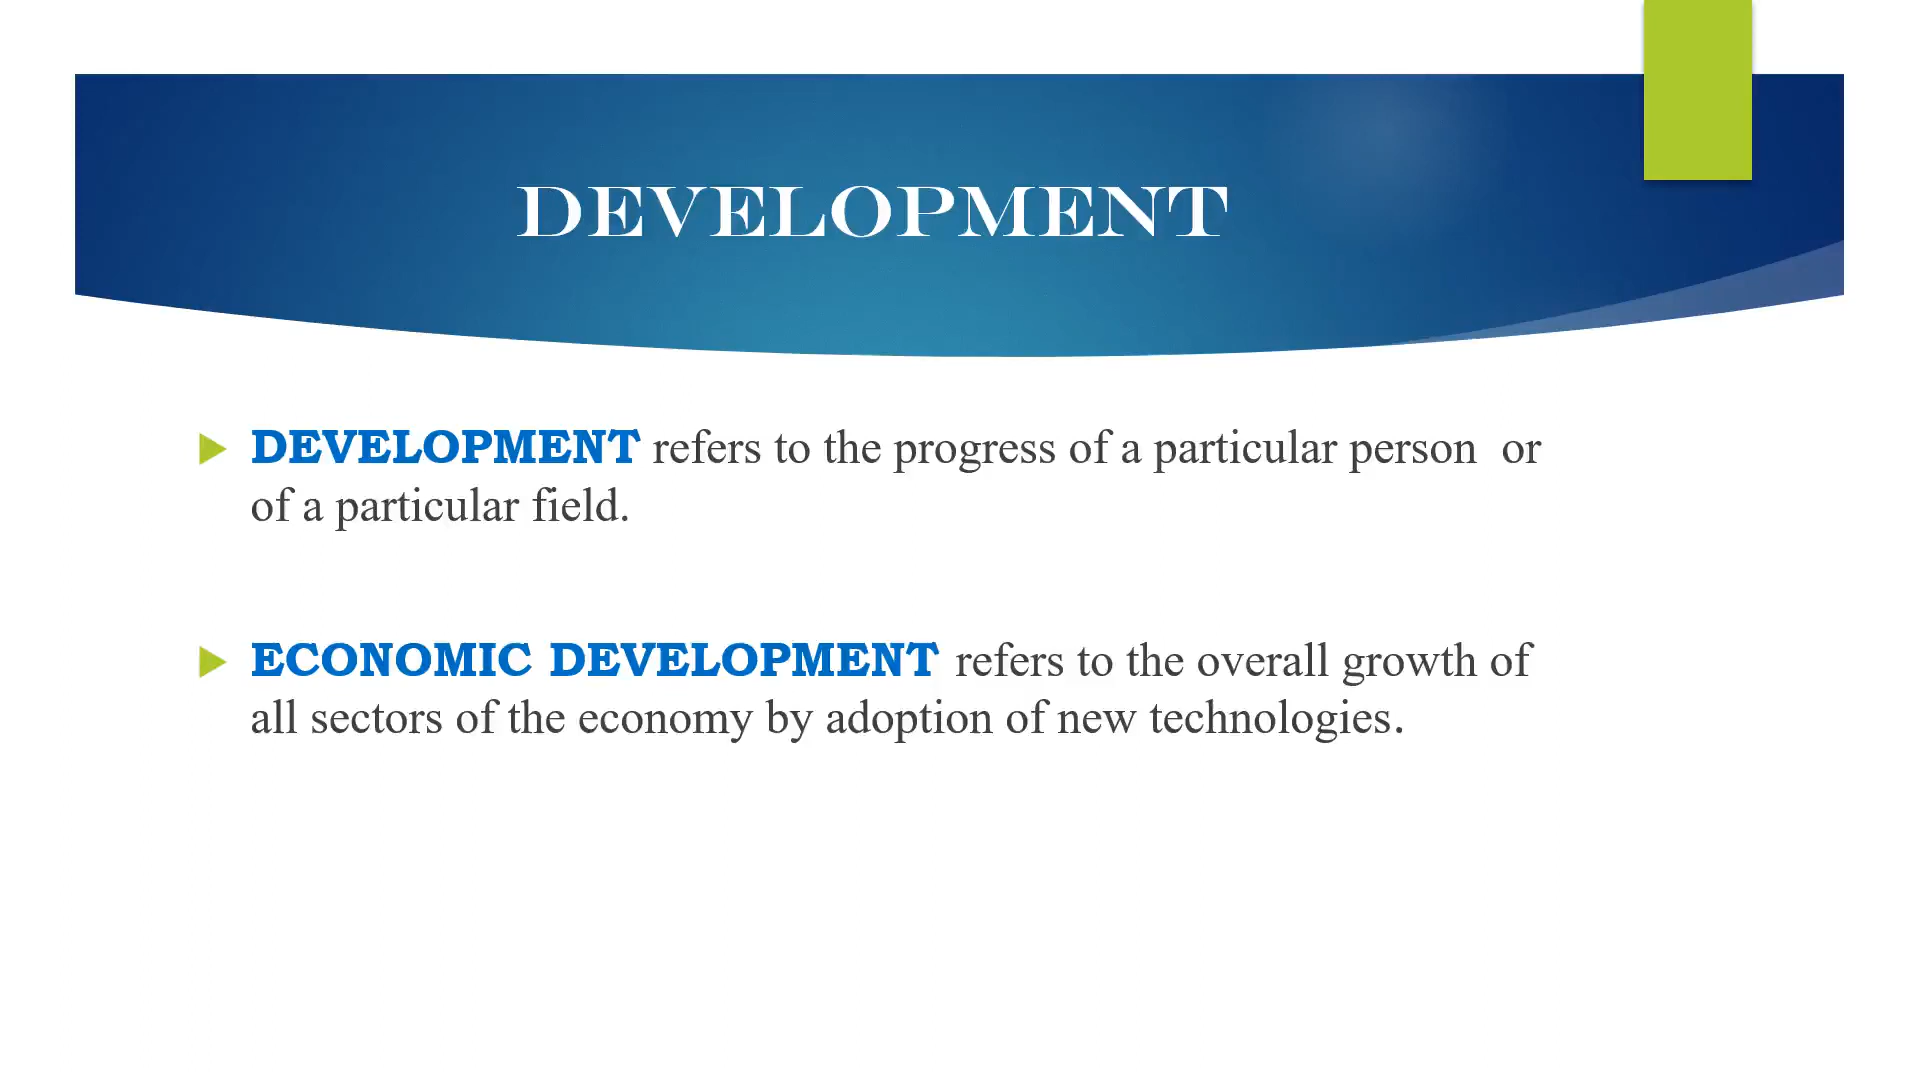 DEVELOPMENT
DEVELOPMENT refers to the progress of a particular person  or
of a particular field.
ECONOMIC DEVELOPMENT refers to the overall growth of
all sectors of the economy by adoption of new technologies.